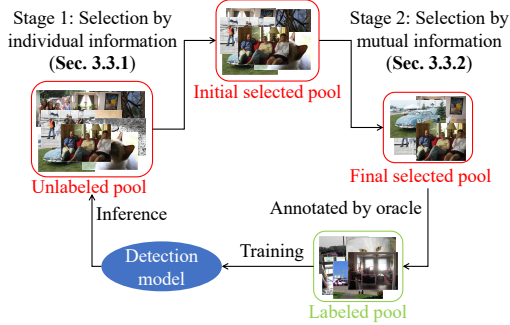 Stage 1: Selection by
individual information
(Sec. 3.3.1)
Stage 2: Selection by
mutual information
(Sec. 3.3.2)
Initial selected pool
Unlabeled pool
Final selected pool
Inference
Annotated by oracle
Detection
model
Training
Labeled pool